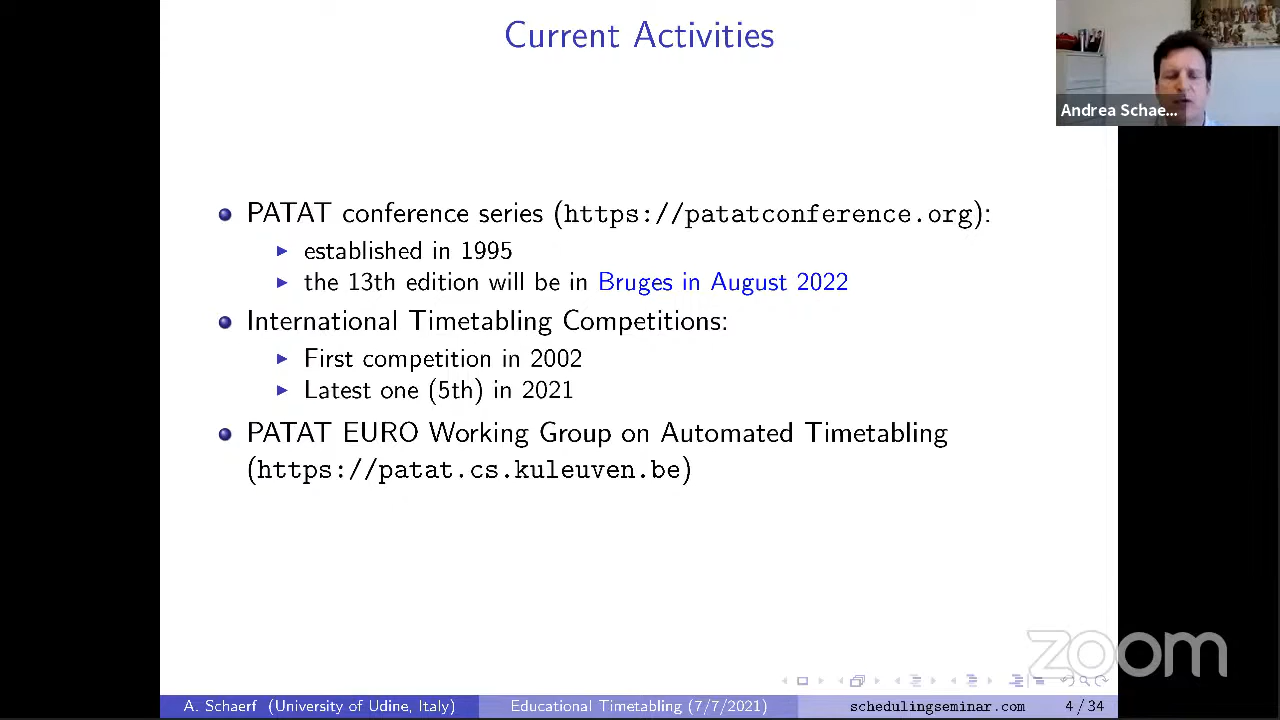 Current Activities
Andrea Schae...
PATAT conference series (https://patatconference.org):
established in 1995
the 13th edition will be in Bruges in August 2022
International Timetabling Competitions:
First competition in 2002
Latest one (5th) in 2021
PATAT EURO Working Group on Automated Timetabling
(https://patat.cs.kuleuven.be)
zoom
A. Schaerf (University of Udine, Italy) Educational Timetabling (7/7/2021) schedulingseminar.com 4 / 34